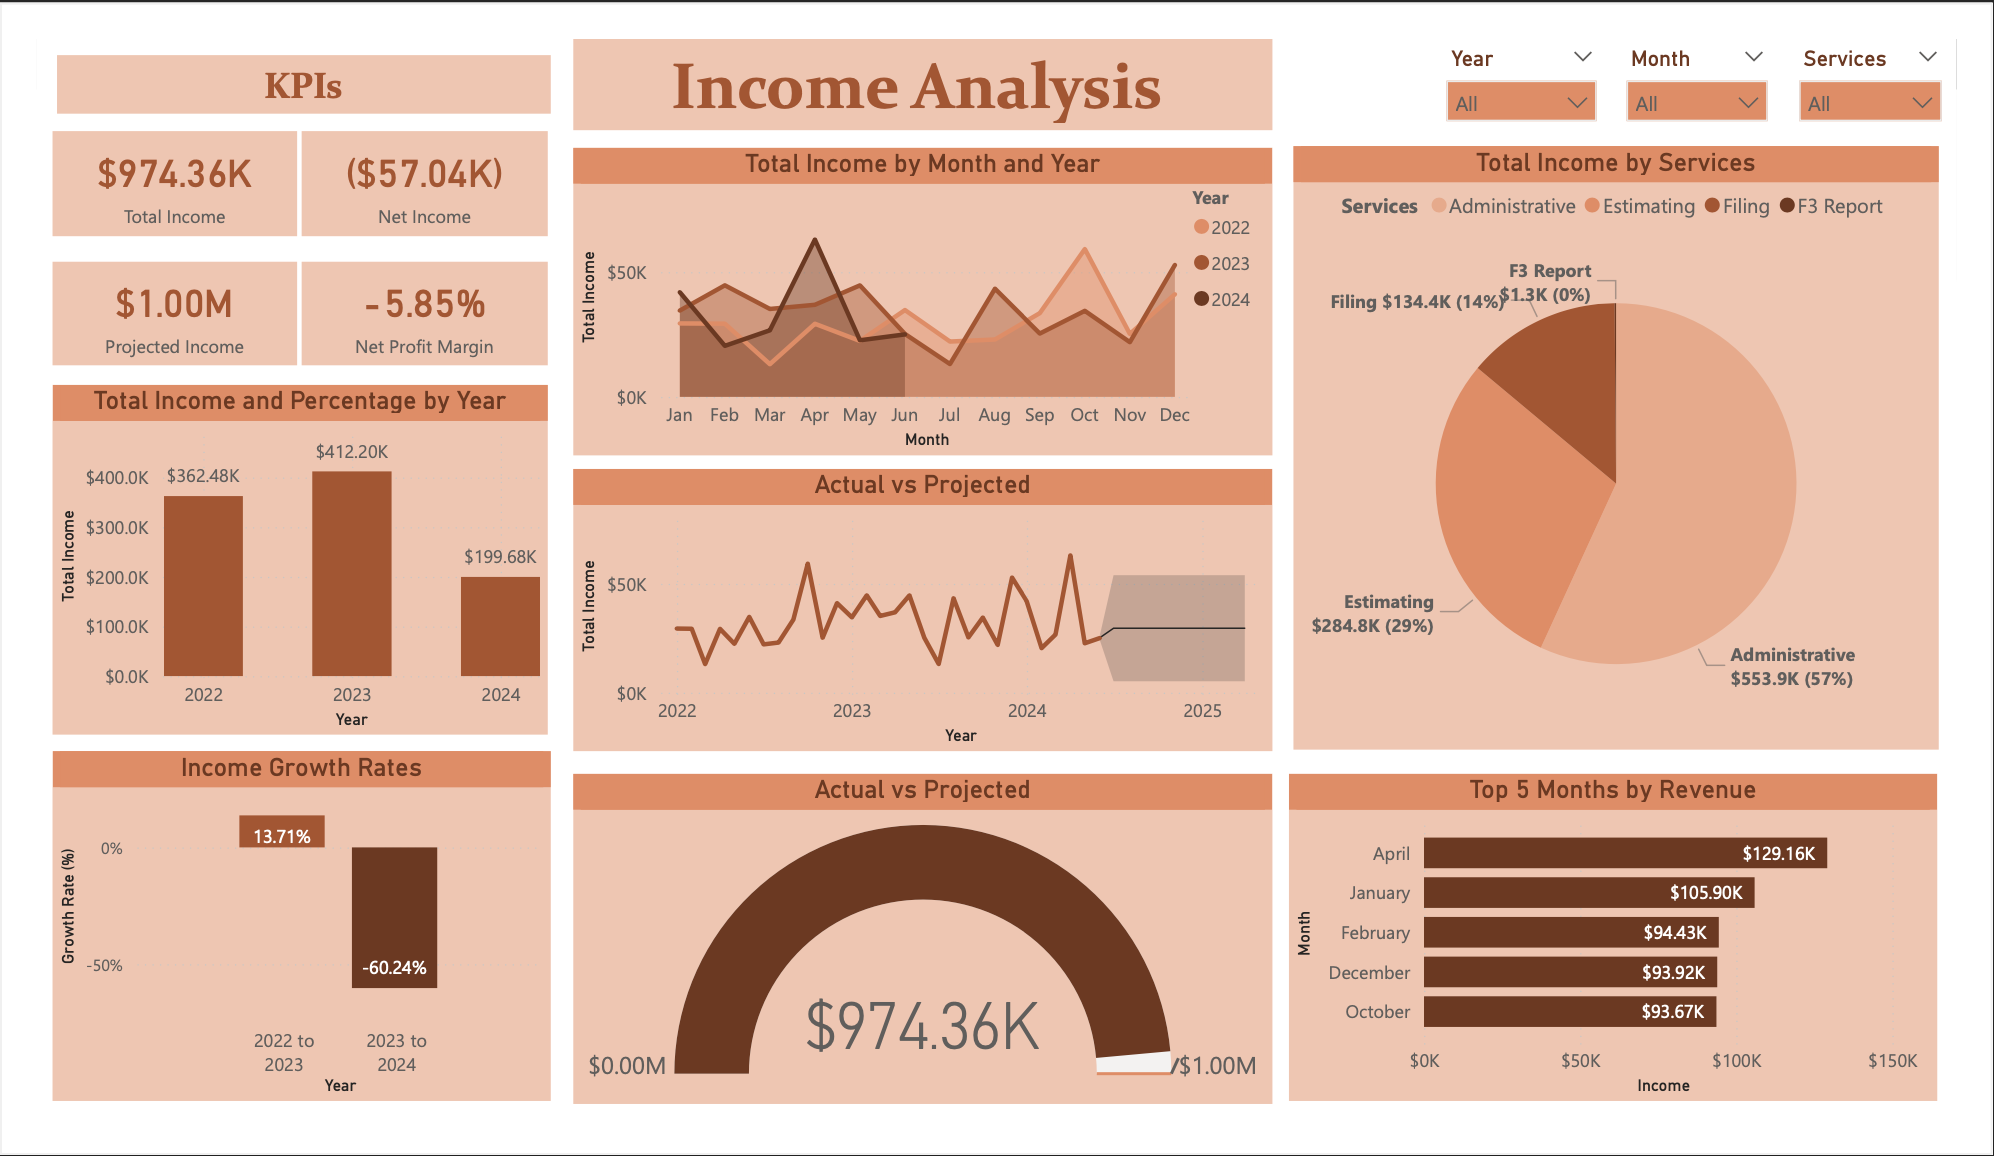 KPIs
$974.36K
Total Income
($57.04K)
Net Income
$1.00M
Projected Income
-5.85%
Net Profit Margin
Income Analysis
Year
All
Month
All
Services
All
Total Income and Percentage by Year
Total Income
$400.0K
$300.0K
$200.0K
$100.0K
$0.0K
$362.48K
$412.20K
$199.68K
2022
2023
2024
Year
Income Growth Rates
Growth Rate (%)
0%
-50%
13.71%
-60.24%
2022 to
2023
2023 to
2024
Year
Total Income by Month and Year
Year
2022
2023
2024
Total Income
$50K
$0K
Jan Feb Mar Apr May Jun Jul Aug Sep Oct Nov Dec
Month
Actual vs Projected
Total Income
$50K
$0K
2022 2023 2024 2025
Year
Actual vs Projected
$974.36K
$0.00M
$1.00M
Total Income by Services
Services Administrative Estimating Filing F3 Report
F3 Report
$1.3K (0%)
Filing $134.4K (14%)
Estimating
$284.8K (29%)
Administrative
$553.9K (57%)
Top 5 Months by Revenue
Month
April $129.16K
January $105.90K
February $94.43K
December $93.92K
October $93.67K
$0K $50K $100K $150K
Income